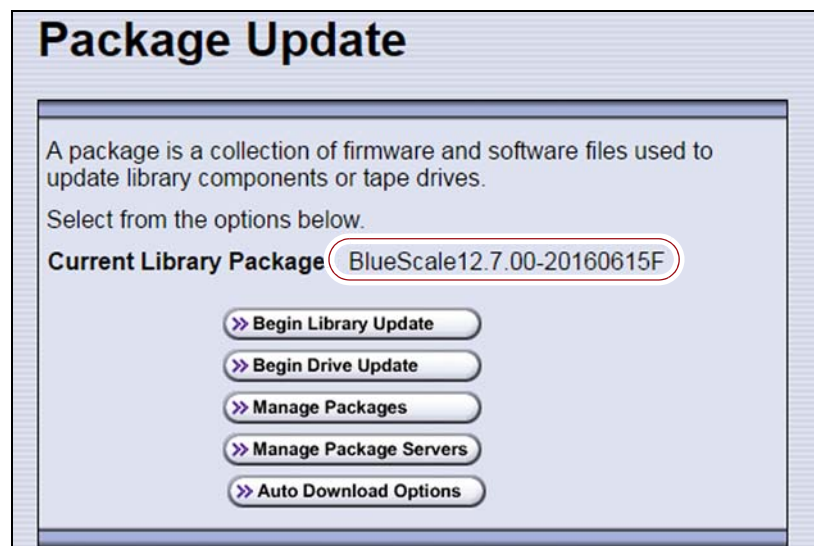 Package Update
A package is a collection of firmware and software files used to
update library components or tape drives.
Select from the options below.
Current Library Package BlueScale12.7.00-20160615F
>> Begin Library Update
>> Begin Drive Update
>> Manage Packages
>> Manage Package Servers
>> Auto Download Options